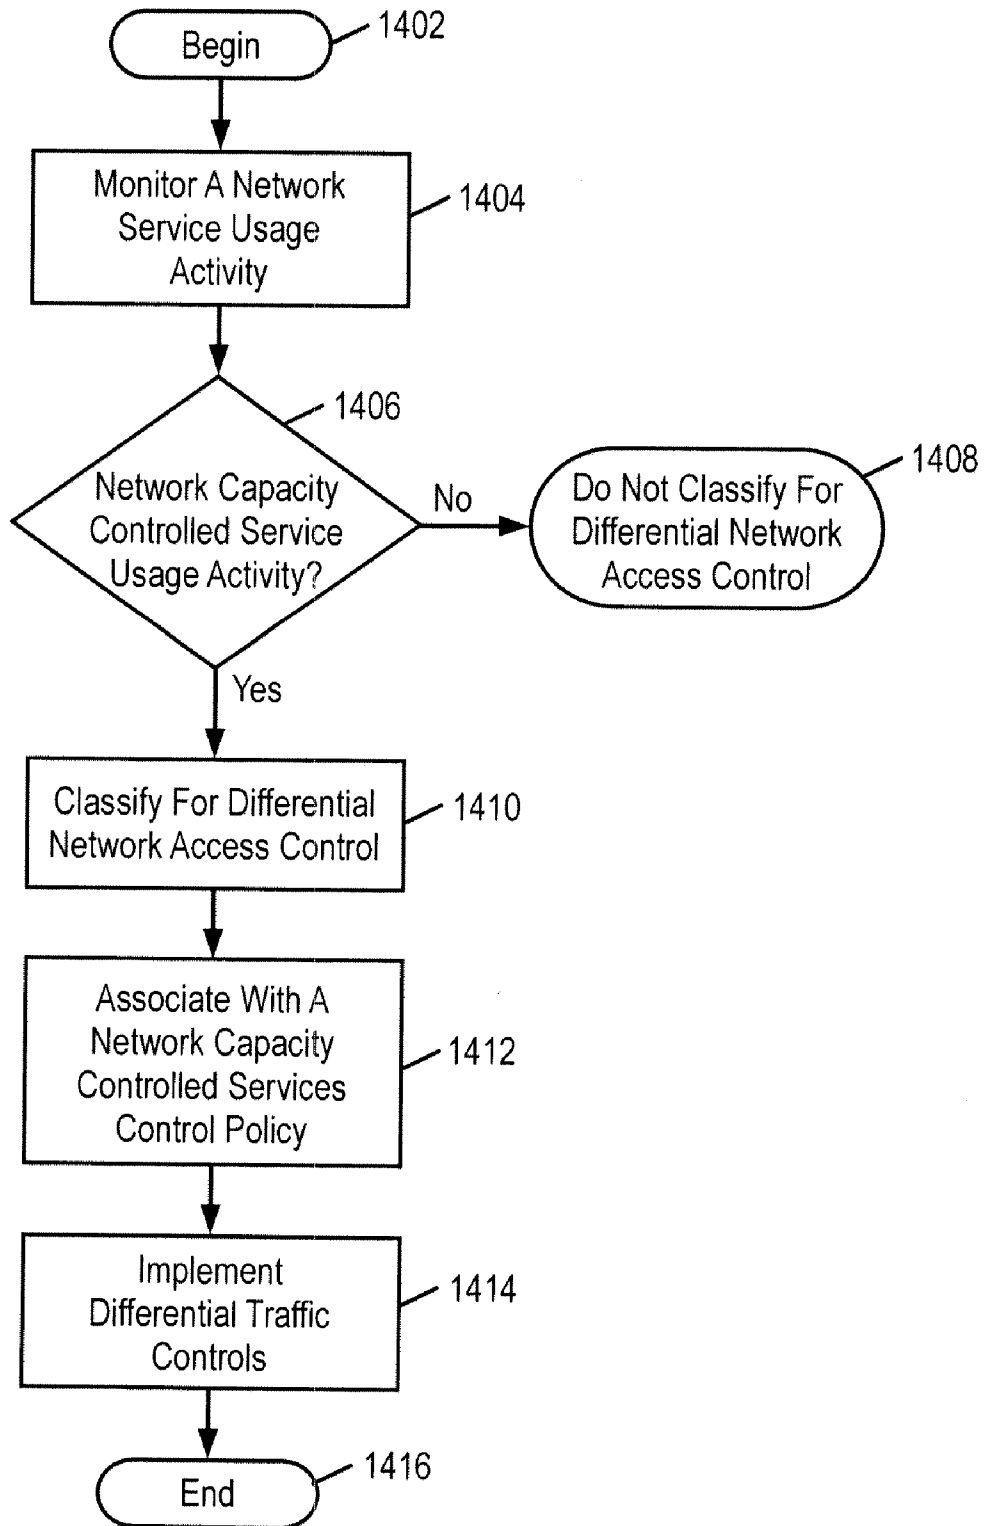 Begin
1402
Monitor A Network
Service Usage
Activity
1404
1406
Network Capacity
Controlled Service
Usage Activity?
No
Do Not Classify For
Differential Network
Access Control
1408
Yes
Classify For Differential
Network Access Control
1410
Associate With A
Network Capacity
Controlled Services
Control Policy
1412
Implement
Differential Traffic
Controls
1414
End
1416